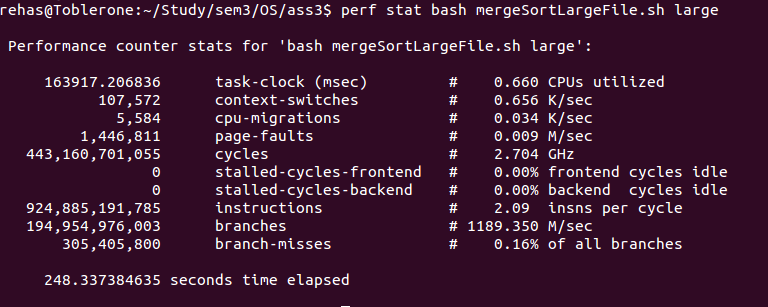 rehas@Toblerone:~/Study/sem3/OS/ass3$ perf stat bash mergeSortLargeFile.sh large
Performance counter stats for 'bash mergeSortLargeFile.sh large':
163917.206836 task-clock (msec) # 0.660 CPUs utilized
107,572 context-switches # 0.656 K/sec
5,584 cpu-migrations # 0.034 K/sec
1,446,811 page-faults # 0.009 M/sec
443,160,701,055 cycles # 2.704 GHz
0 stalled-cycles-frontend # 0.00% frontend cycles idle
0 stalled-cycles-backend # 0.00% backend cycles idle
924,885,191,785 instructions # 2.09 insns per cycle
194,954,976,003 branches # 1189.350 M/sec
305,405,800 branch-misses # 0.16% of all branches
248.337384635 seconds time elapsed